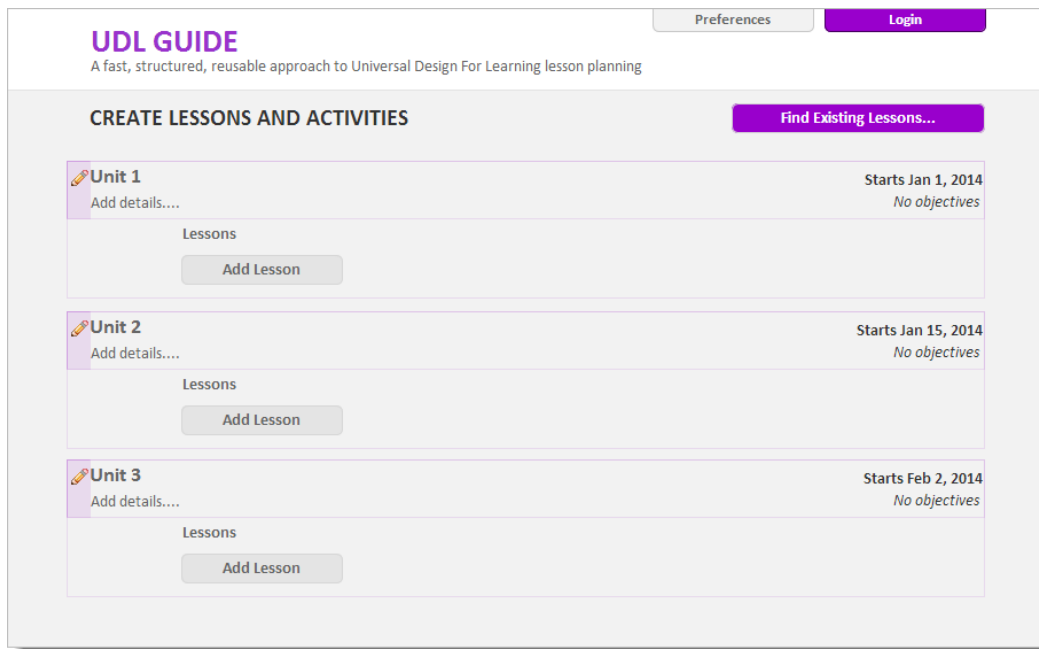 Preferences
Login
UDL GUIDE
A fast, structured, reusable approach to Universal Design For Learning lesson planning
CREATE LESSONS AND ACTIVITIES
Find Existing Lessons...
Unit 1
Starts Jan 1, 2014
Add details....
No objectives
Lessons
Add Lesson
Unit 2
Starts Jan 15, 2014
Add details....
No objectives
Lessons
Add Lesson
Unit 3
Starts Feb 2, 2014
Add details....
No objectives
Lessons
Add Lesson